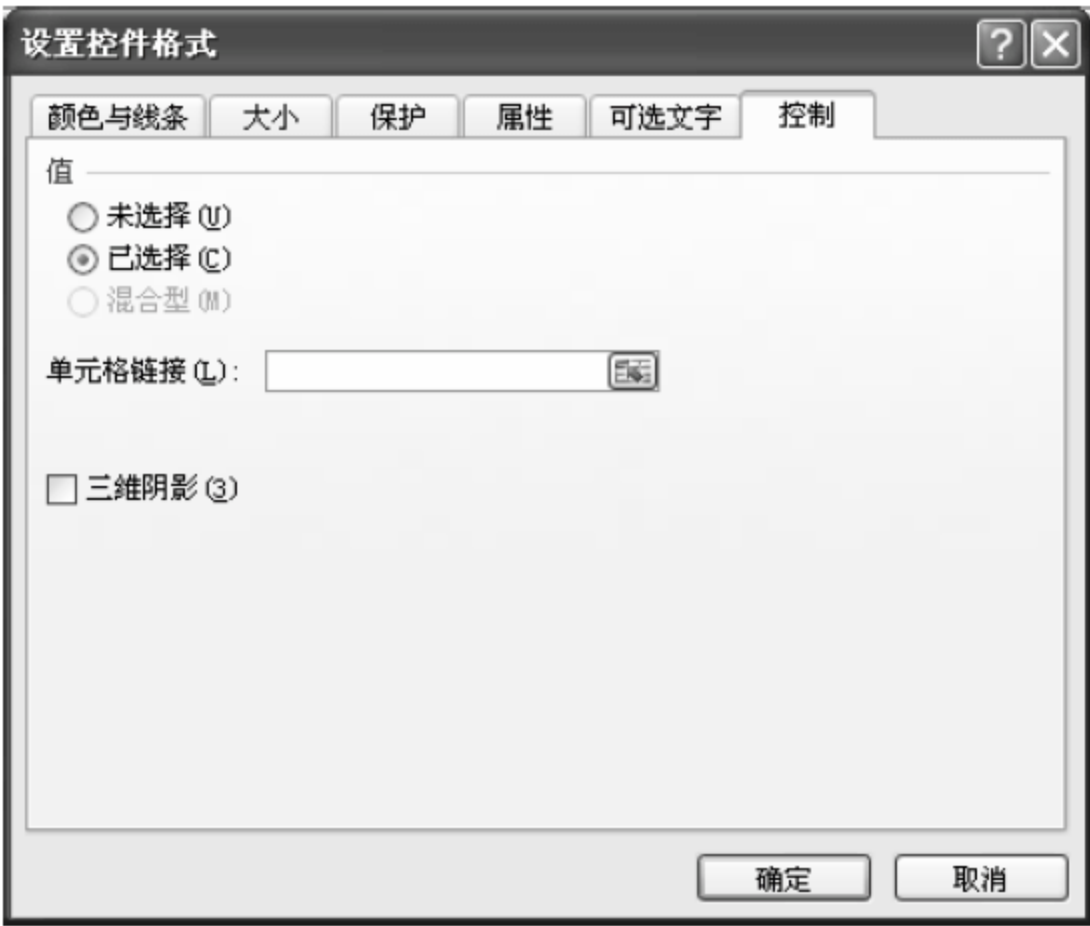 设置控件格式
颜色与线条 大小 保护 属性 可选文字 控制
值
未选择(U)
已选择(C)
混合型(M)
单元格链接(L):
三维阴影(3)
确定 取消